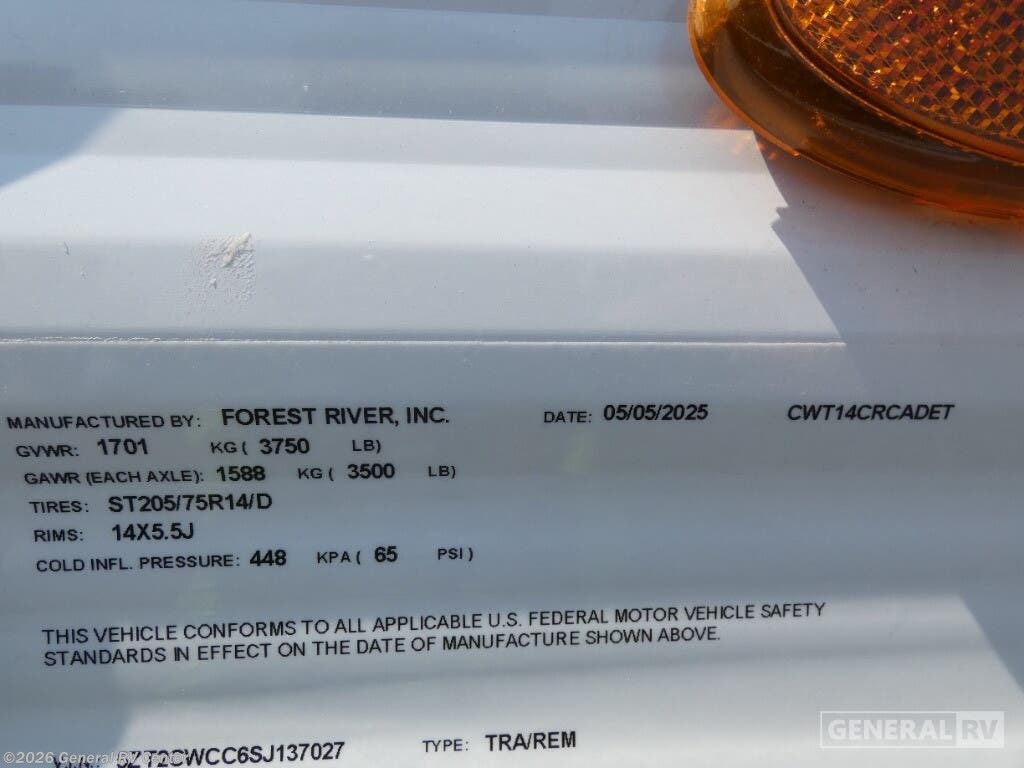 MANUFACTURED BY: FOREST RIVER, INC. DATE: 05/05/2025 CWT14CRCADET
GVWR: 1701 KG ( 3750 LB)
GAWR (EACH AXLE): 1588 KG ( 3500 LB)
TIRES: ST205/75R14/D
RIMS: 14X5.5J
COLD INFL. PRESSURE: 448 KPA ( 65 PSI )
THIS VEHICLE CONFORMS TO ALL APPLICABLE U.S. FEDERAL MOTOR VEHICLE SAFETY
STANDARDS IN EFFECT ON THE DATE OF MANUFACTURE SHOWN ABOVE.
GENERAL RV
TYPE: TRA/REM
©2026 General RV Center